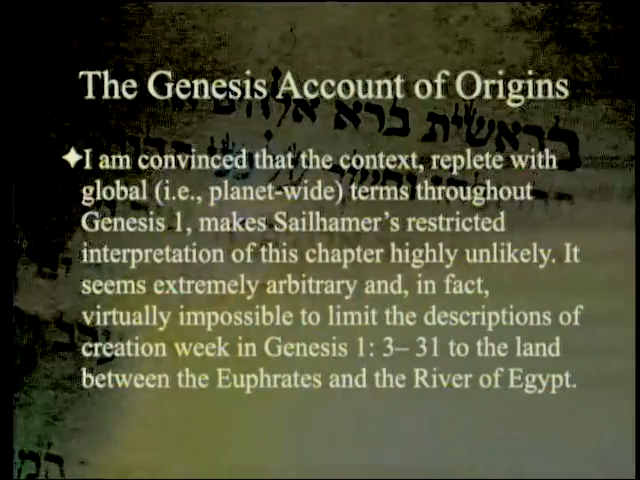 The Genesis Account of Origins
בראשית ברא אלהים
✦I am convinced that the context, replete with
global (i.e., planet-wide) terms throughout
Genesis 1, makes Sailhamer's restricted
interpretation of this chapter highly unlikely. It
seems extremely arbitrary and, in fact,
virtually impossible to limit the descriptions of
creation week in Genesis 1: 3– 31 to the land
between the Euphrates and the River of Egypt.